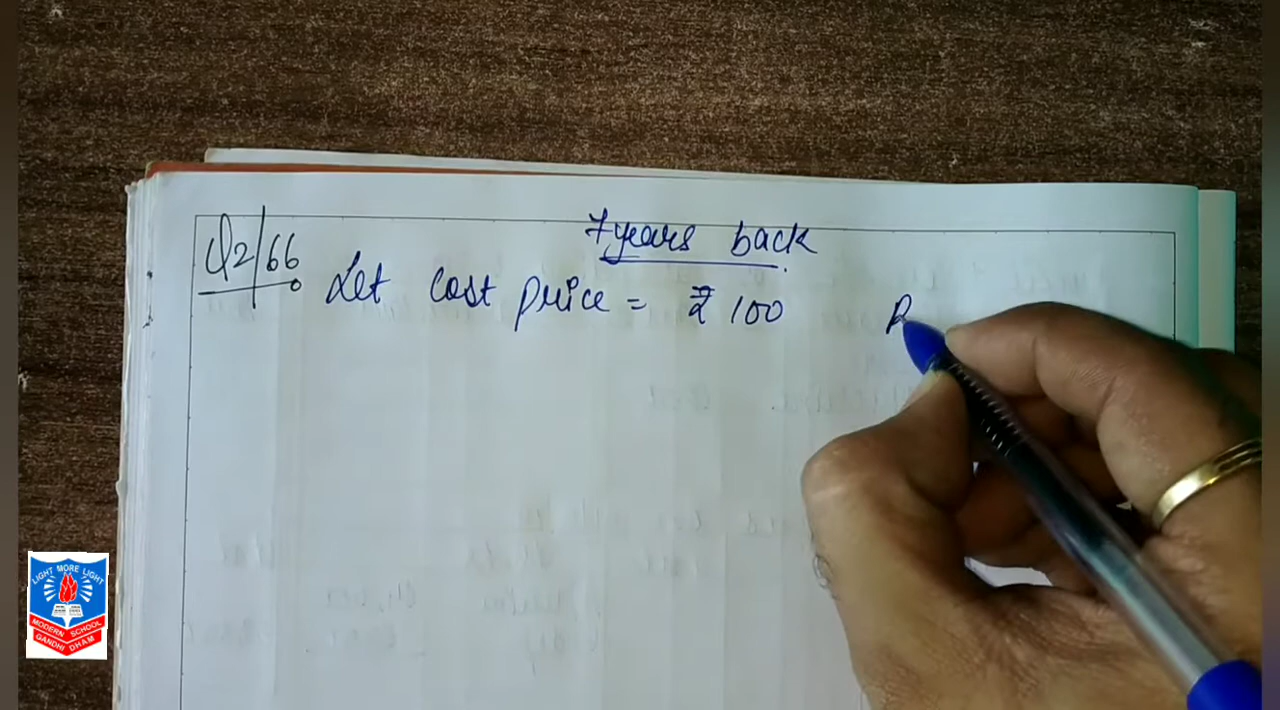 7 years back
Q2/66
Let cost price = ₹ 100
LIGHT MORE LIGHT
MODERN SCHOOL
GANDHI DHAM